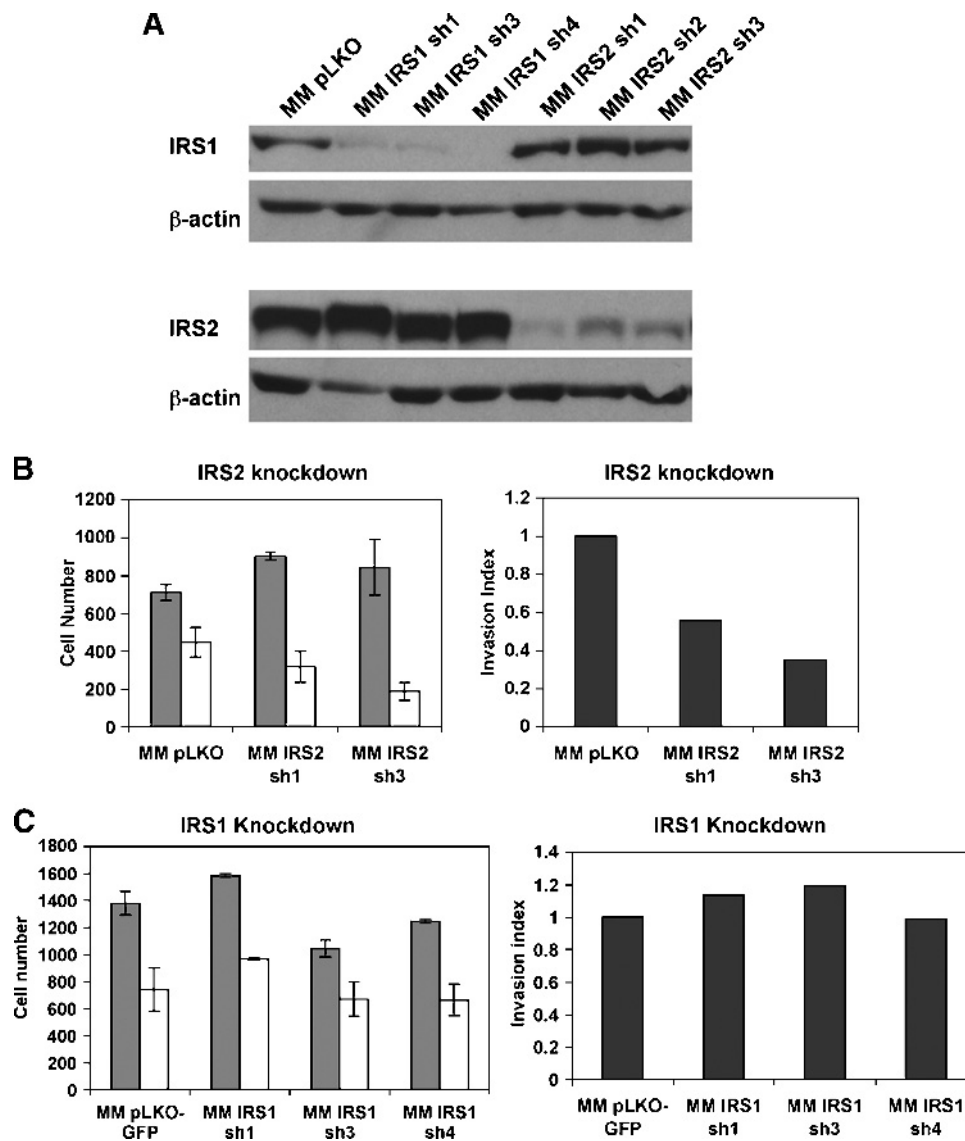 A
MM pLKO
MM IRS1 sh1
MM IRS1 sh3
MM IRS1 sh4
MM IRS2 sh1
MM IRS2 sh2
MM IRS2 sh3
IRS1
β-actin
IRS2
β-actin
B
IRS2 knockdown
Cell Number
1200
1000
800
600
400
200
0
MM pLKO
MM IRS2 sh1
MM IRS2 sh3
IRS2 knockdown
Invasion Index
1.2
1
0.8
0.6
0.4
0.2
0
MM pLKO
MM IRS2 sh1
MM IRS2 sh3
C
IRS1 Knockdown
Cell number
1800
1600
1400
1200
1000
800
600
400
200
0
MM pLKO-
GFP
MM IRS1
sh1
MM IRS1
sh3
MM IRS1
sh4
IRS1 Knockdown
Invasion index
1.4
1.2
1
0.8
0.6
0.4
0.2
0
MM pLKO-
GFP
MM IRS1
sh1
MM IRS1
sh3
MM IRS1
sh4